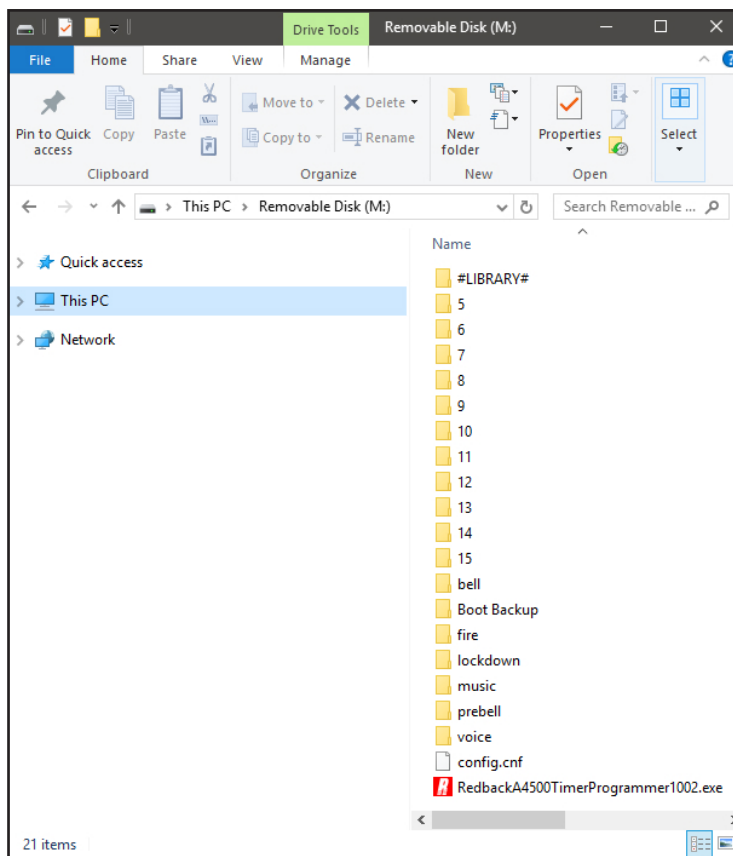 Drive Tools Removable Disk (M:)
File Home Share View Manage
Pin to Quick access
Copy
Paste
Move to
Copy to
Delete
Rename
New folder
Properties
Select
Clipboard Organize New Open
This PC > Removable Disk (M:) Search Removable ...
Name
Quick access
This PC
Network
#LIBRARY#
5
6
7
8
9
10
11
12
13
14
15
bell
Boot Backup
fire
lockdown
music
prebell
voice
config.cnf
RedbackA4500TimerProgrammer1002.exe
21 items